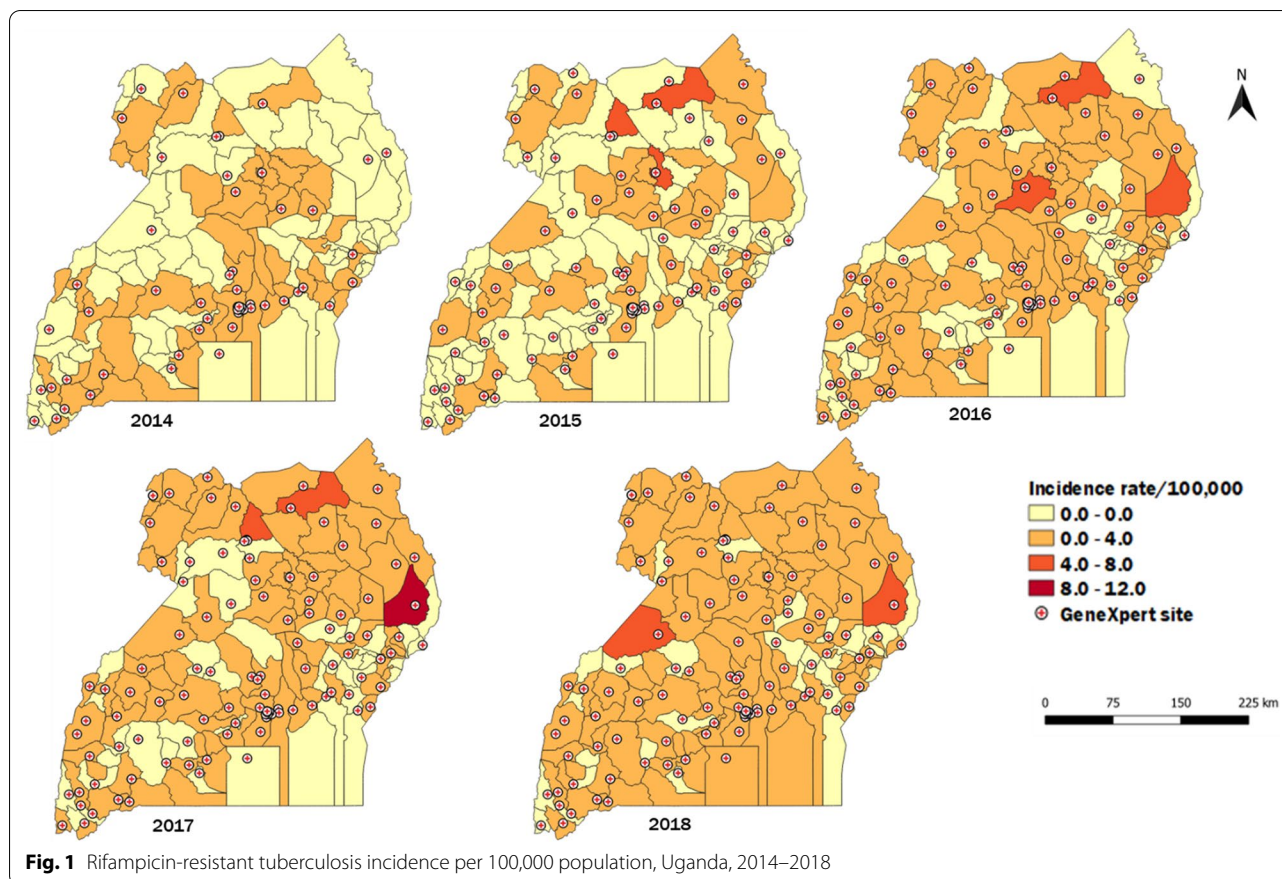 N
2014
2015
2016
2017
2018
Incidence rate/100,000
0.0 - 0.0
0.0 - 4.0
4.0 - 8.0
8.0 - 12.0
GeneXpert site
0 75 150 225 km
Fig. 1 Rifampicin-resistant tuberculosis incidence per 100,000 population, Uganda, 2014–2018